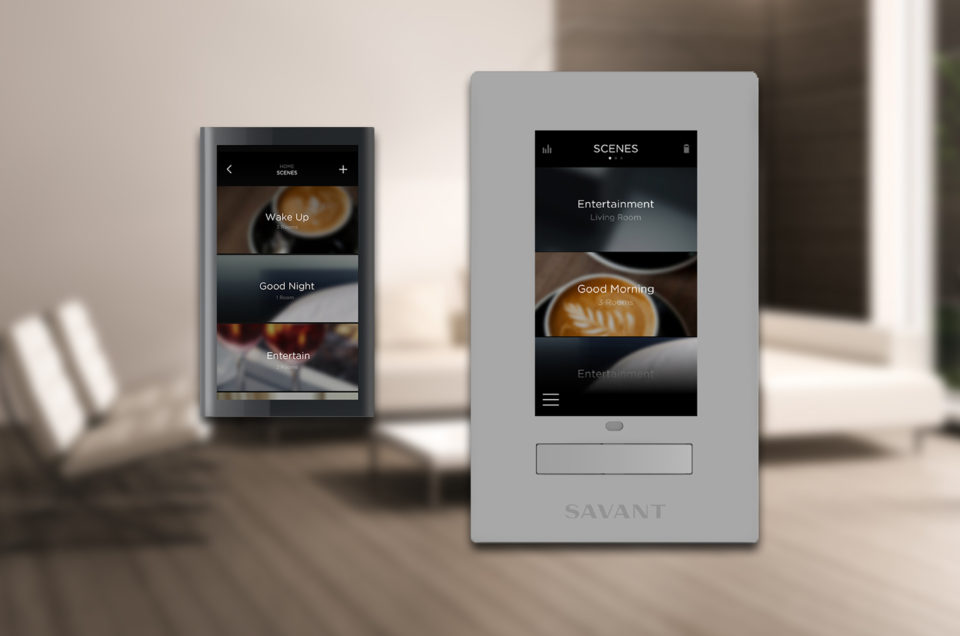 HOME
SCENES
Wake Up
3 Rooms
Good Night
1 Room
Entertain
2 Rooms
SCENES
Entertainment
Living Room
Good Morning
3 Rooms
Entertainment
SAVANT